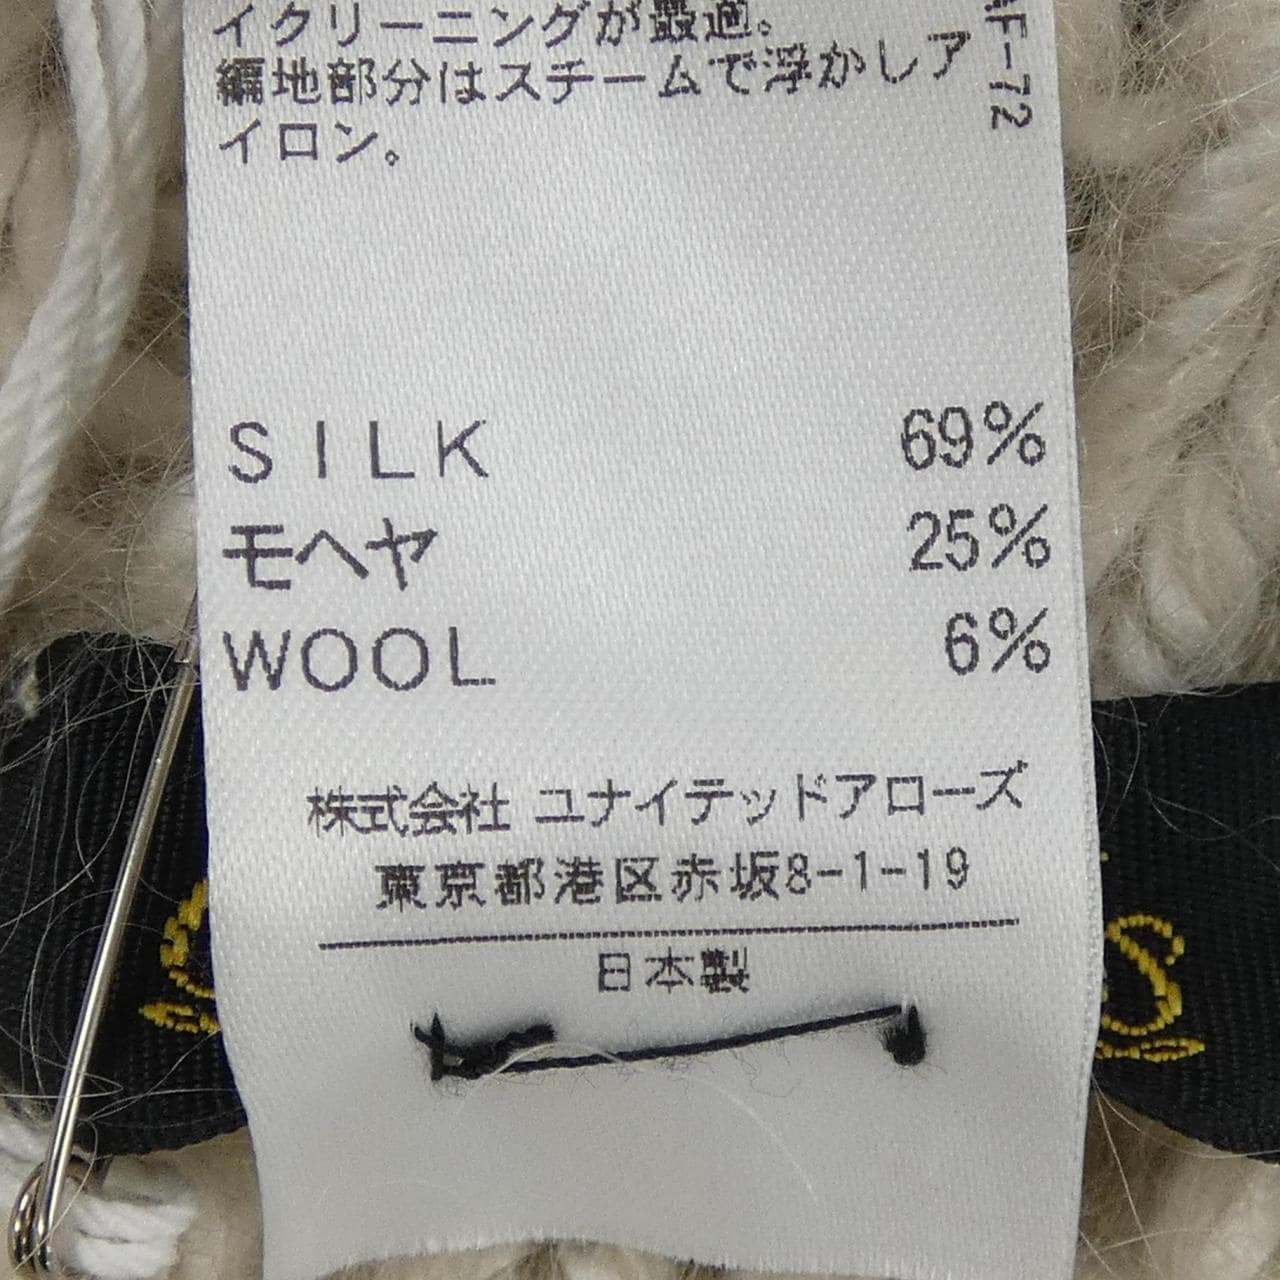 イクリーニングが最適。
編地部分はスチームで浮かしア
イロン。
F-72
SILK 69%
モヘヤ 25%
WOOL 6%
株式会社 ユナイテッドアローズ
東京都港区赤坂8-1-19
日本製